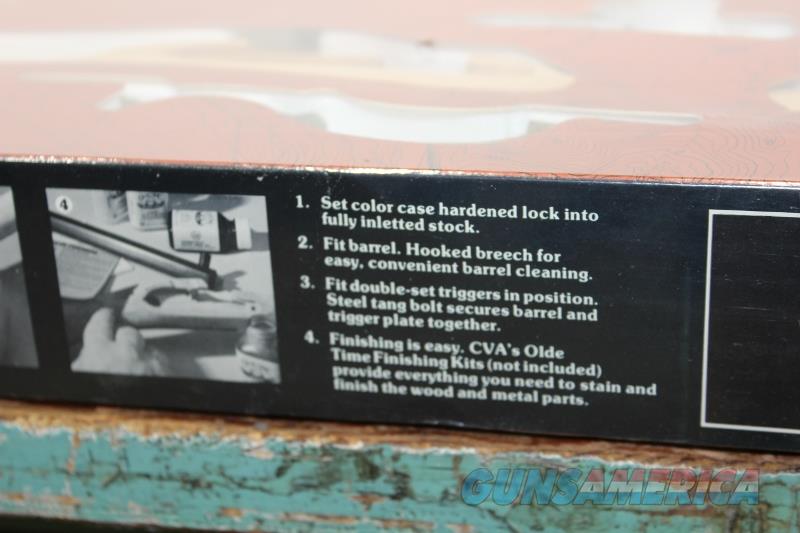 4
1. Set color case hardened lock into
fully inletted stock.
2. Fit barrel. Hooked breech for
easy, convenient barrel cleaning.
3. Fit double-set triggers in position.
Steel tang bolt secures barrel and
trigger plate together.
4. Finishing is easy. CVA's Olde
Time Finishing Kits (not included)
provide everything you need to stain and
finish the wood and metal parts.
GUNSAMERICA